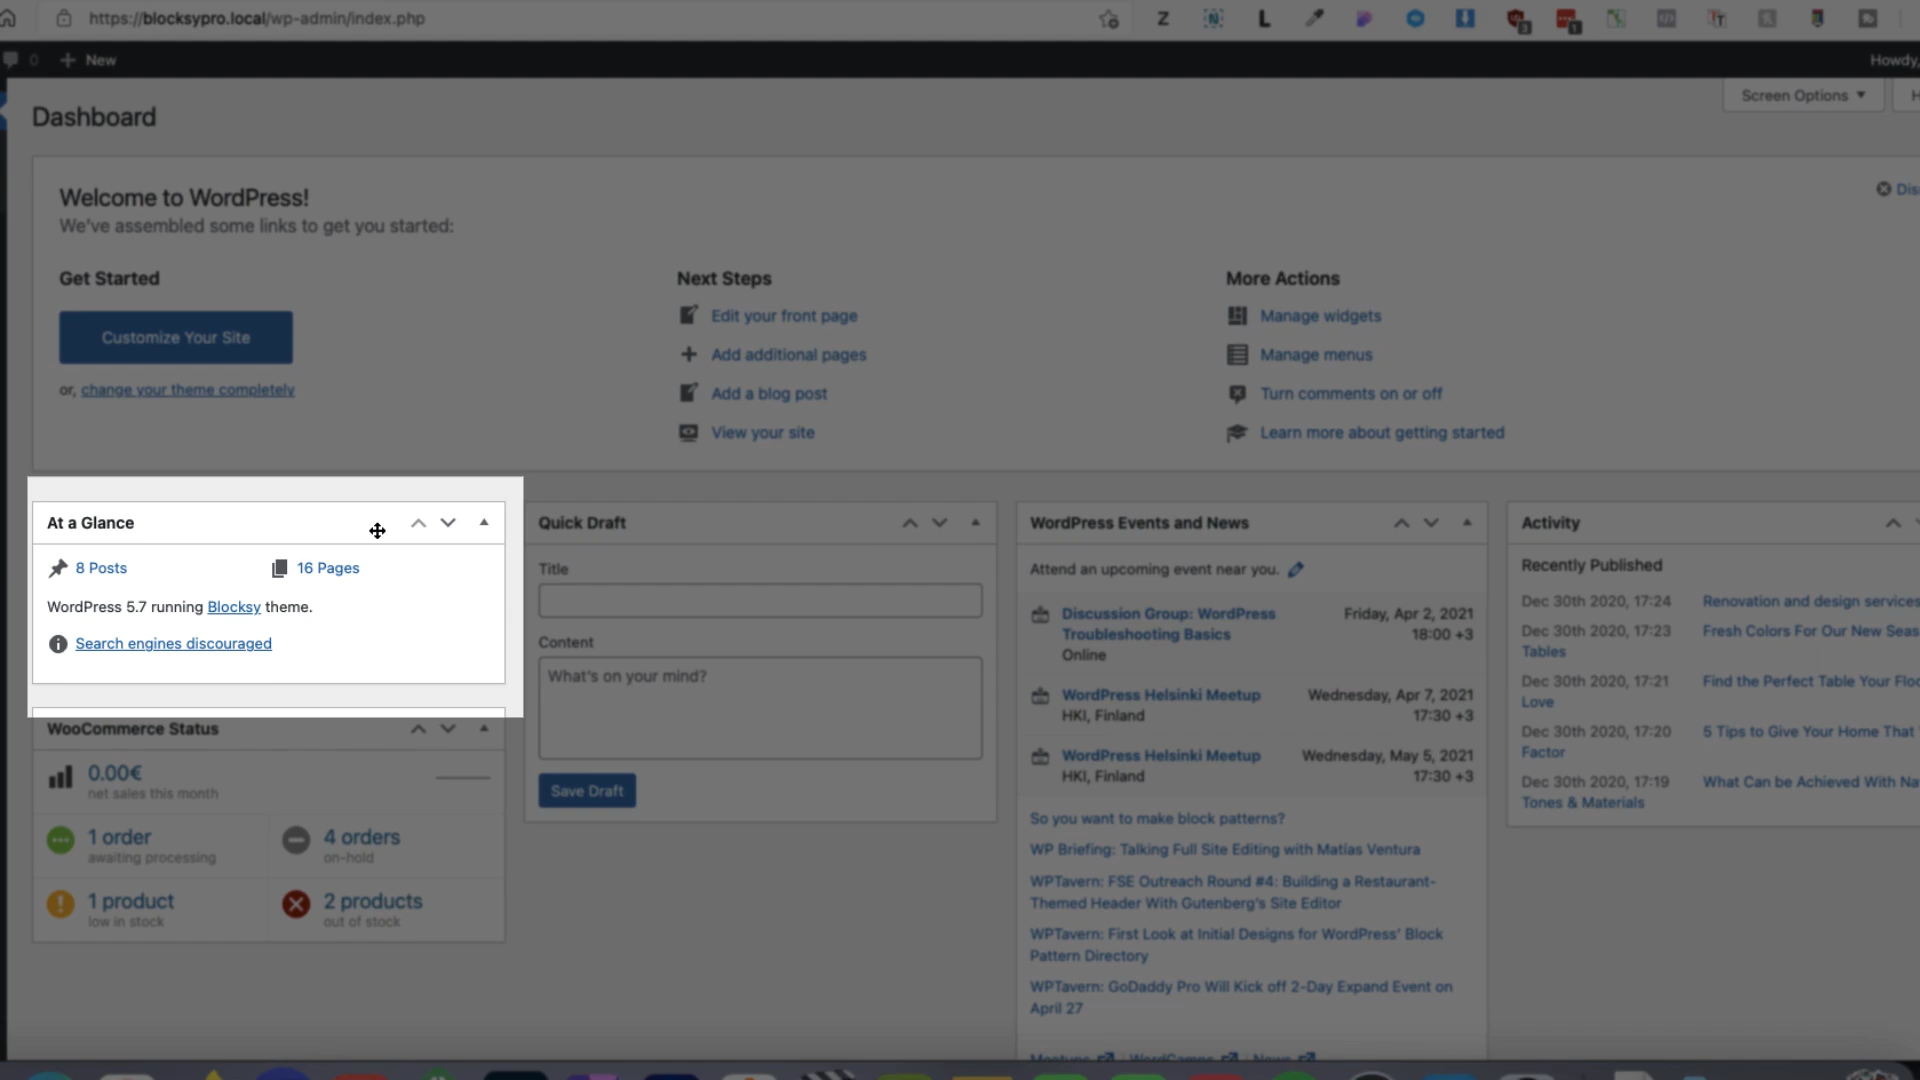 https://blocksypro.local/wp-admin/index.php
0
New
Howdy,
Dashboard
Screen Options
Welcome to WordPress!
We've assembled some links to get you started:
Get Started
Customize Your Site
or, change your theme completely
Next Steps
Edit your front page
Add additional pages
Add a blog post
View your site
More Actions
Manage widgets
Manage menus
Turn comments on or off
Learn more about getting started
At a Glance
8 Posts
16 Pages
WordPress 5.7 running Blocksy theme.
Search engines discouraged
WooCommerce Status
0.00€
net sales this month
1 order
awaiting processing
4 orders
on-hold
1 product
low in stock
2 products
out of stock
Quick Draft
Title
Content
What's on your mind?
Save Draft
WordPress Events and News
Attend an upcoming event near you.
Discussion Group: WordPress
Troubleshooting Basics
Online
Friday, Apr 2, 2021
18:00 +3
WordPress Helsinki Meetup
HKI, Finland
Wednesday, Apr 7, 2021
17:30 +3
WordPress Helsinki Meetup
HKI, Finland
Wednesday, May 5, 2021
17:30 +3
So you want to make block patterns?
WP Briefing: Talking Full Site Editing with Matías Ventura
WPTavern: FSE Outreach Round #4: Building a Restaurant-
Themed Header With Gutenberg's Site Editor
WPTavern: First Look at Initial Designs for WordPress' Block
Pattern Directory
WPTavern: GoDaddy Pro Will Kick off 2-Day Expand Event on
April 27
Meetups | WordCamps | News
Activity
Recently Published
Dec 30th 2020, 17:24 Renovation and design services
Dec 30th 2020, 17:23 Fresh Colors For Our New
Tables
Dec 30th 2020, 17:21 Find the Perfect Table Your
Love
Dec 30th 2020, 17:20 5 Tips to Give Your Home That
Factor
Dec 30th 2020, 17:19 What Can be Achieved With
Tones & Materials